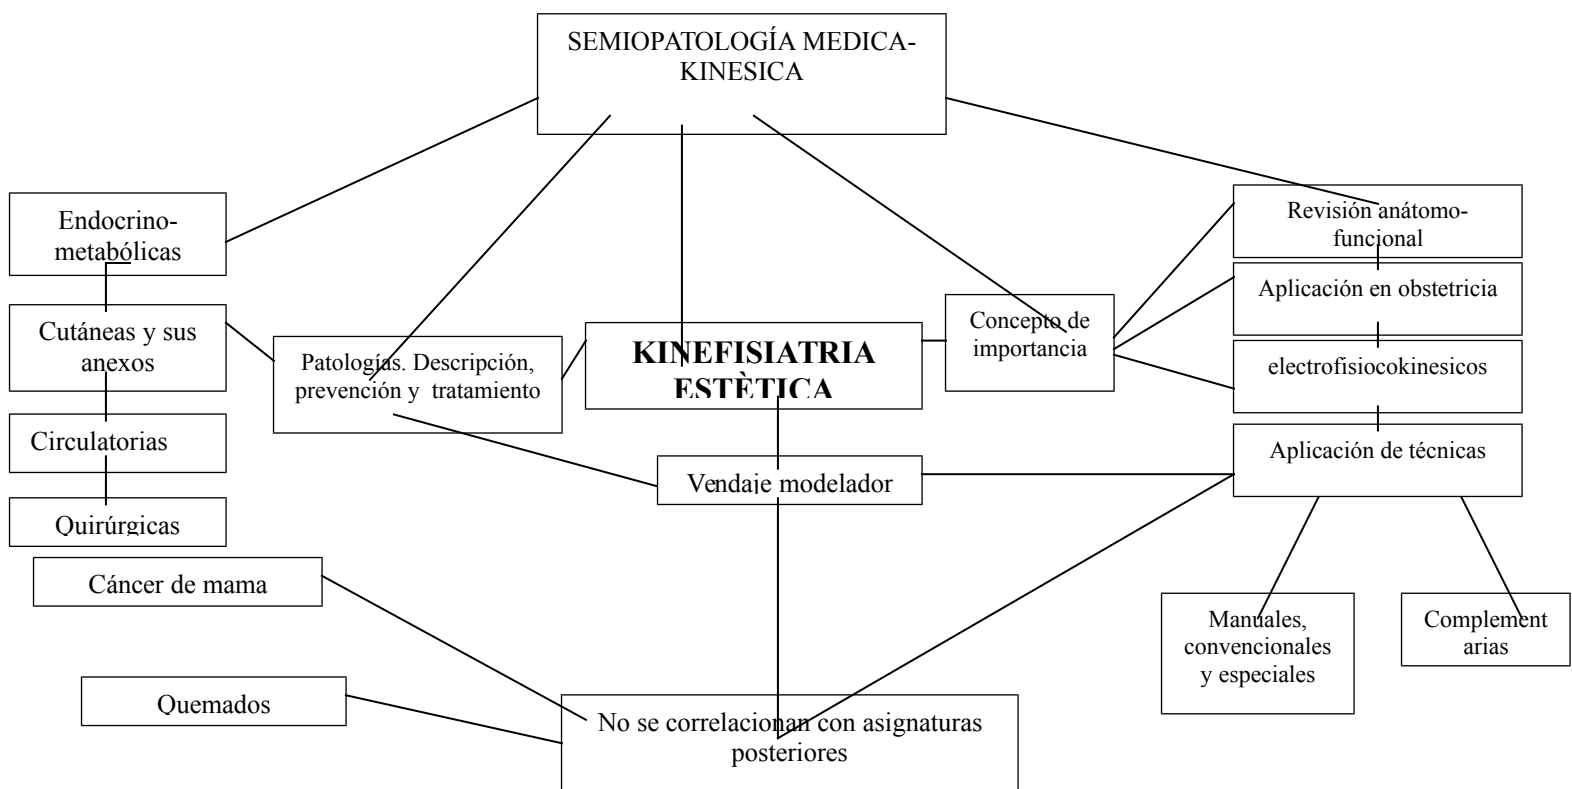 SEMIOPATOLOGÍA MEDICA-
KINESICA
Endocrino-
metabólicas
Cutáneas y sus
anexos
Circulatorias
Quirúrgicas
Patologías. Descripción,
prevención y tratamiento
KINEFISIATRIA
ESTÈTICA
Concepto de
importancia
Revisión anátomo-
funcional
Aplicación en obstetricia
electrofisiocokinesicos
Aplicación de técnicas
Vendaje modelador
Cáncer de mama
Quemados
Manuales,
convencionales
y especiales
Complement
arias
No se correlacionan con asignaturas
posteriores